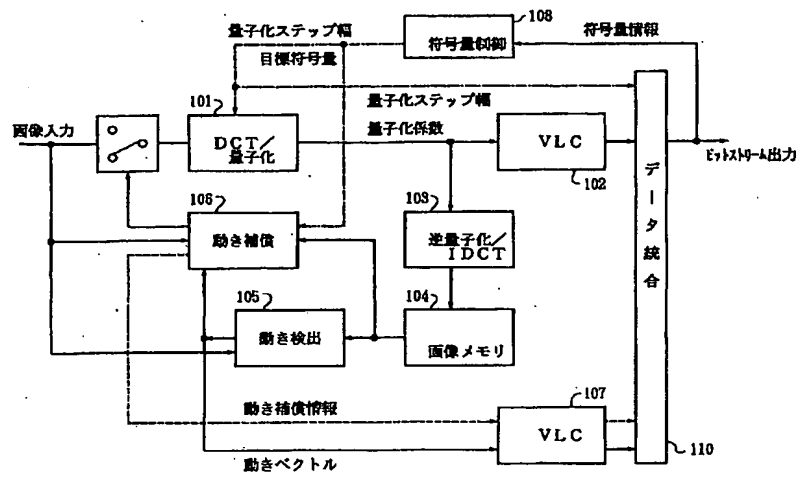 108
量子化ステップ幅
符号量情報
符号量制御
目標符号量
101
量子化ステップ幅
画像入力
DCT/
量子化
量子化係数
VLC
ビットストリーム出力
102
106
103
データ統合
動き補償
逆量子化/
IDCT
105
104
動き検出
画像メモリ
107
動き補償情報
VLC
110
動きベクトル